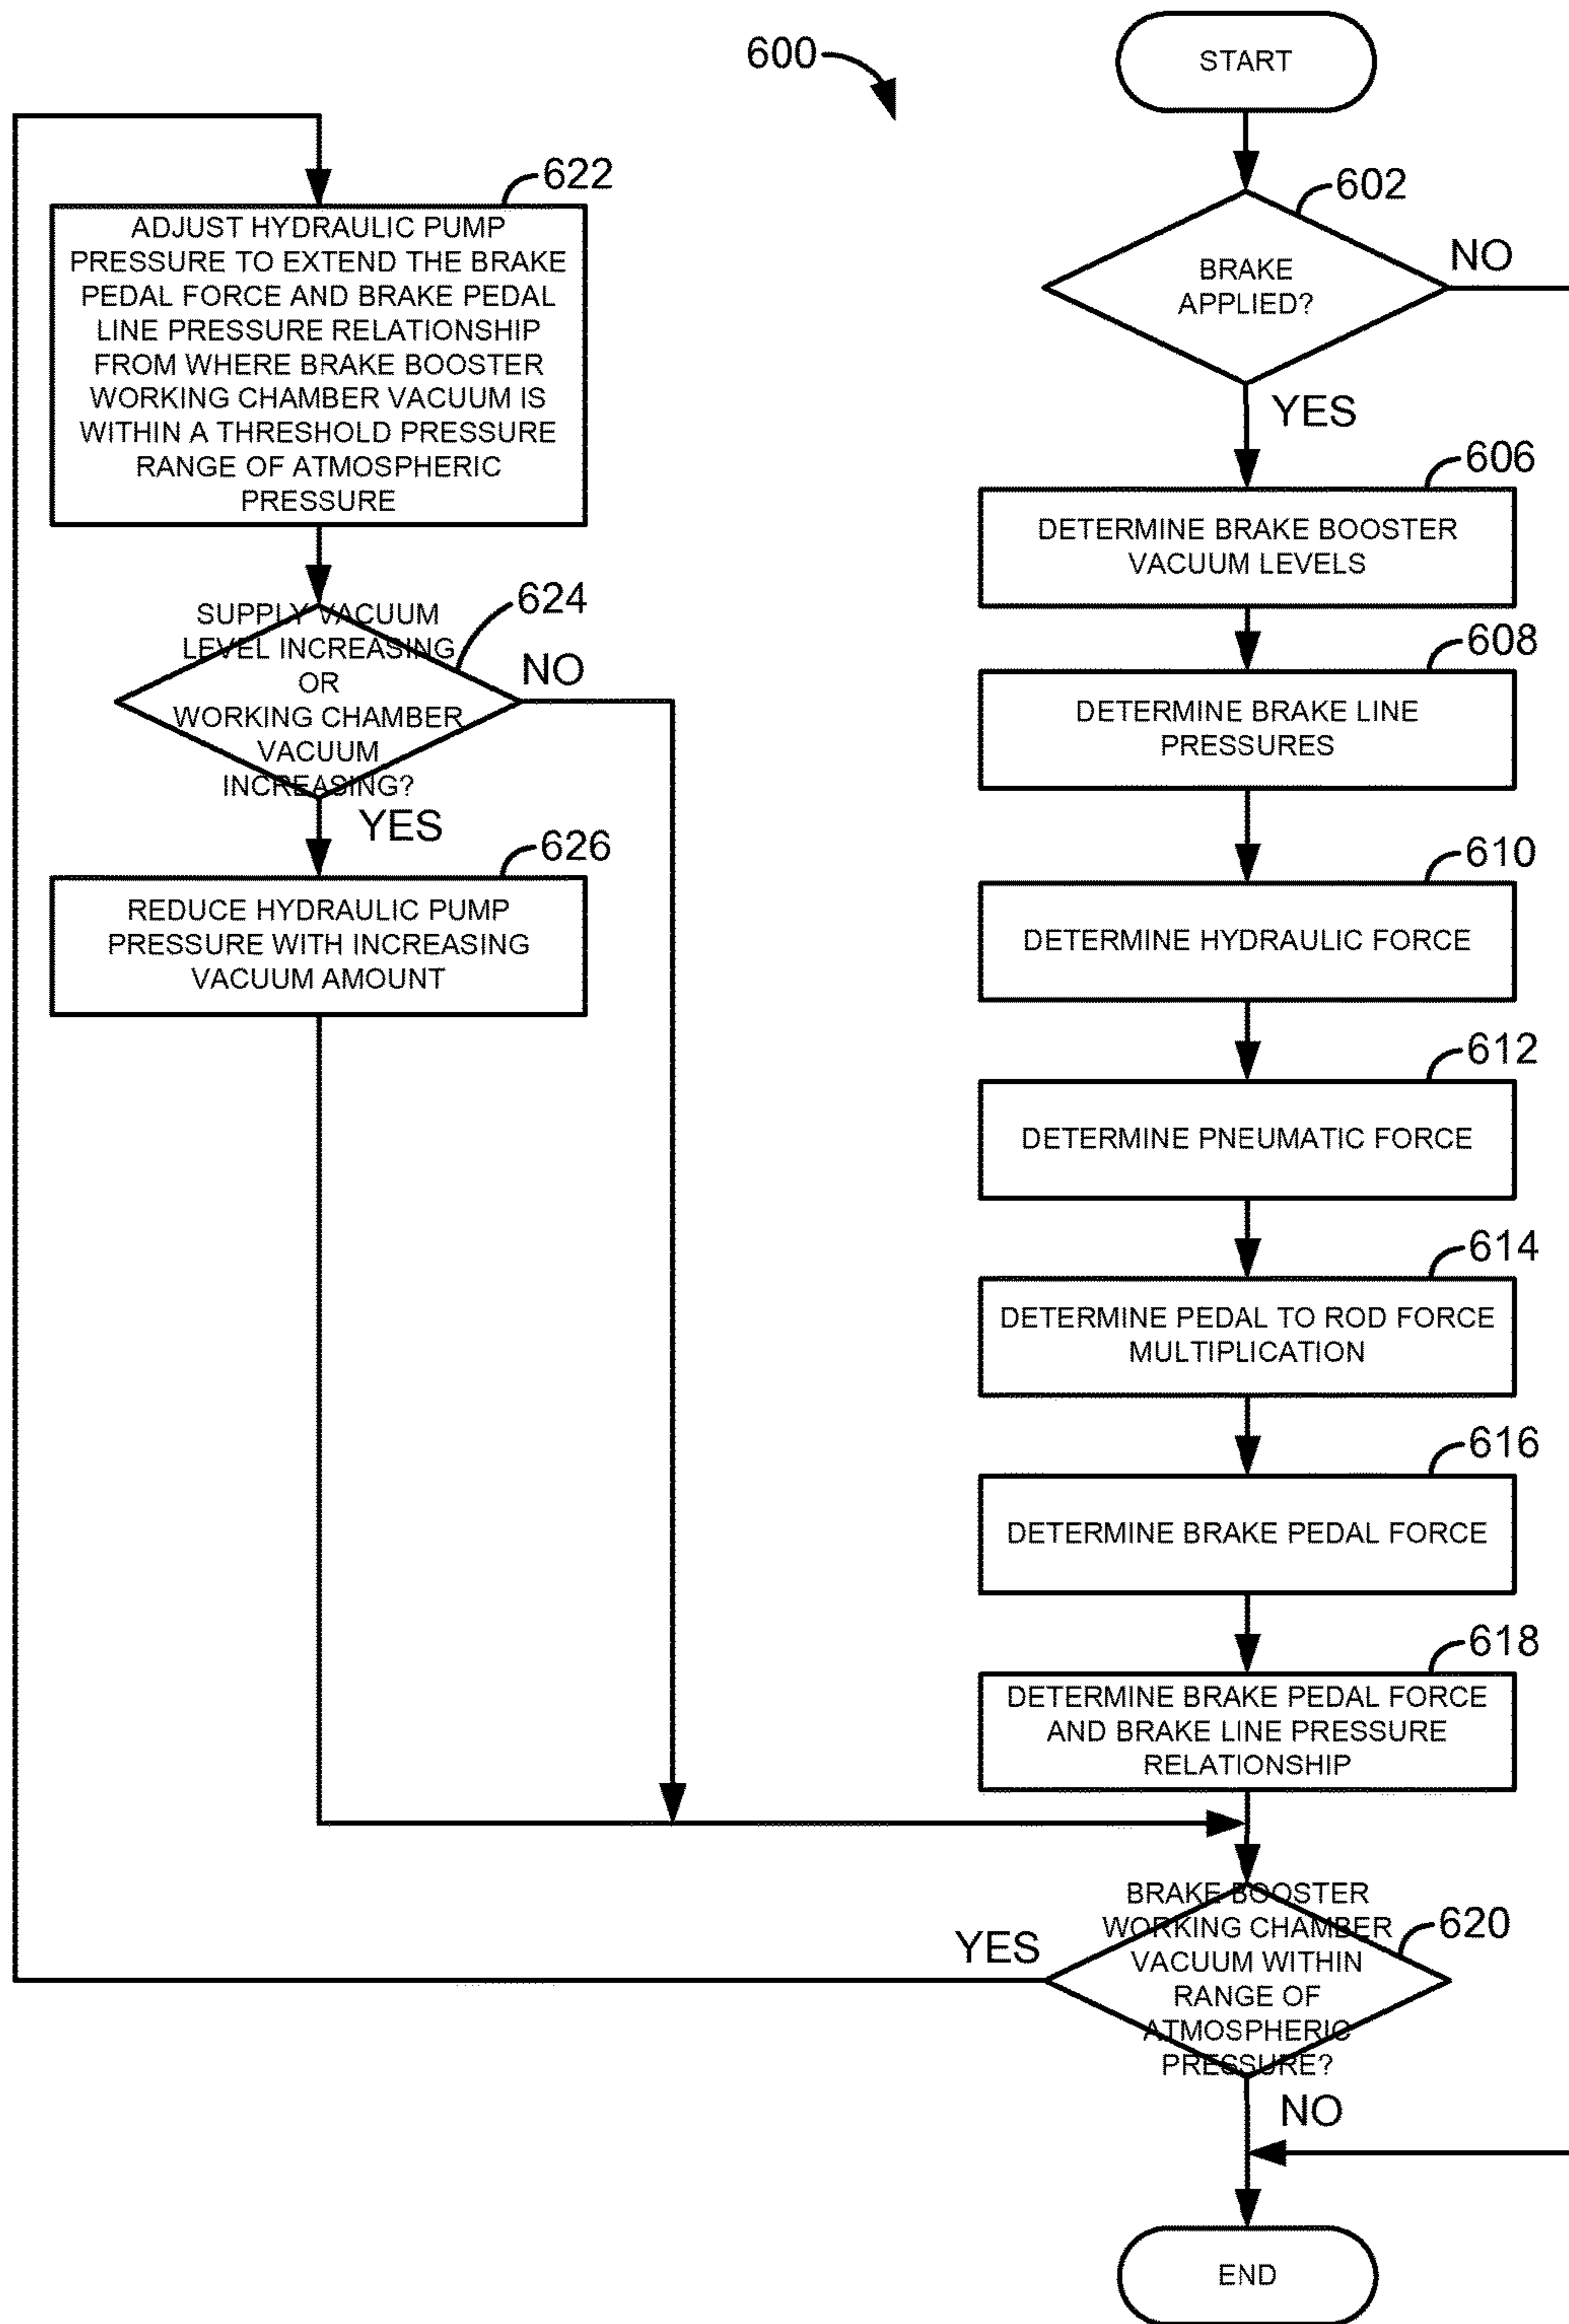 600
START
602
BRAKE
APPLIED?
NO
YES
606
DETERMINE BRAKE BOOSTER
VACUUM LEVELS
608
DETERMINE BRAKE LINE
PRESSURES
610
DETERMINE HYDRAULIC FORCE
612
DETERMINE PNEUMATIC FORCE
614
DETERMINE PEDAL TO ROD FORCE
MULTIPLICATION
616
DETERMINE BRAKE PEDAL FORCE
618
DETERMINE BRAKE PEDAL FORCE
AND BRAKE LINE PRESSURE
RELATIONSHIP
620
BRAKE BOOSTER
WORKING CHAMBER
VACUUM WITHIN
RANGE OF
ATMOSPHERIC
PRESSURE?
YES
NO
END
622
ADJUST HYDRAULIC PUMP
PRESSURE TO EXTEND THE BRAKE
PEDAL FORCE AND BRAKE PEDAL
LINE PRESSURE RELATIONSHIP
FROM WHERE BRAKE BOOSTER
WORKING CHAMBER VACUUM IS
WITHIN A THRESHOLD PRESSURE
RANGE OF ATMOSPHERIC
PRESSURE
624
SUPPLY VACUUM
LEVEL INCREASING
OR
WORKING CHAMBER
VACUUM
INCREASING?
NO
YES
626
REDUCE HYDRAULIC PUMP
PRESSURE WITH INCREASING
VACUUM AMOUNT